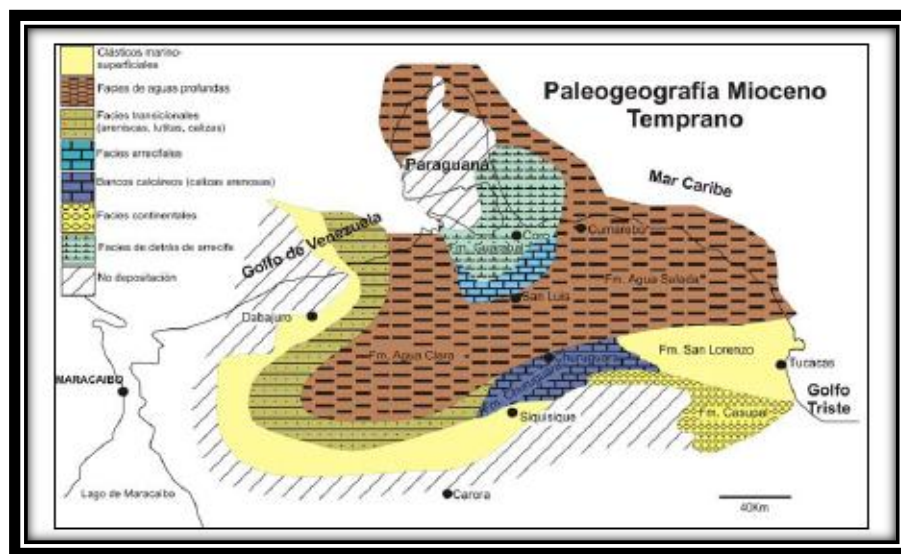 Clásticos marino-
superficiales
Facies de aguas profundas
Facies transicionales
(areniscas, lutitas, calizas)
Facies arrecifales
Bancos calcáreos (calizas arenosas)
Facies continentales
Facies de detrás de arrecife
No depositación
Paleogeografía Mioceno
Temprano
Paraguaná
Mar Caribe
Golfo de Venezuela
Coro
Cumarebo
Fm. Guarabal
Fm. Agua Salada
San Luis
Dabajuro
Fm. Agua Clara
Churuguara
Fm. San Lorenzo
Tucacas
MARACAIBO
Golfo
Triste
Siquisique
Fm. Casupal
Lago de Maracaibo
Carora
40Km